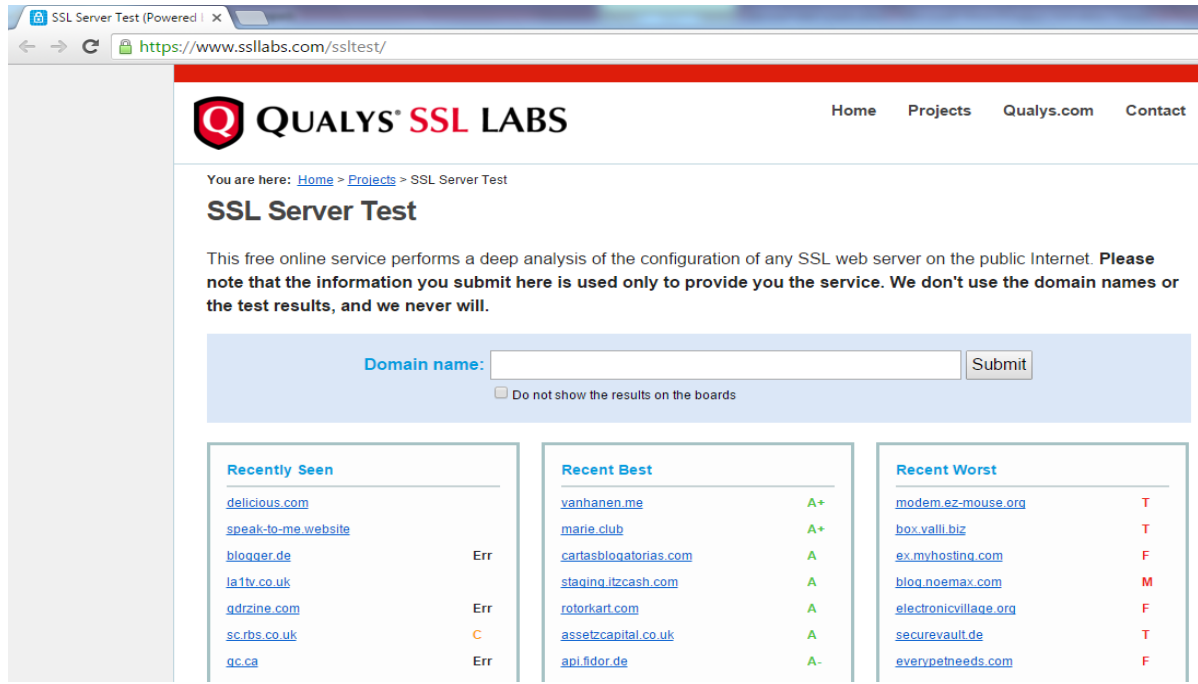 SSL Server Test (Powered
https://www.ssllabs.com/ssltest/
QUALYS® SSL LABS
Home Projects Qualys.com Contact
You are here: Home > Projects > SSL Server Test
SSL Server Test
This free online service performs a deep analysis of the configuration of any SSL web server on the public Internet. Please
note that the information you submit here is used only to provide you the service. We don't use the domain names or
the test results, and we never will.
Domain name: Submit
Do not show the results on the boards
Recently Seen
delicious.com
speak-to-me.website
blogger.de Err
la1tv.co.uk
gdrzine.com Err
sc.rbs.co.uk C
gc.ca Err
Recent Best
vanhanen.me A+
marie.club A+
cartasblogatorias.com A
staging.itzcash.com A
rotorkart.com A
assetzcapital.co.uk A
api.fidor.de A-
Recent Worst
modem.ez-mouse.org T
box.valli.biz T
ex.myhosting.com F
blog.noemax.com M
electronicvillage.org F
securevault.de T
everypetneeds.com F